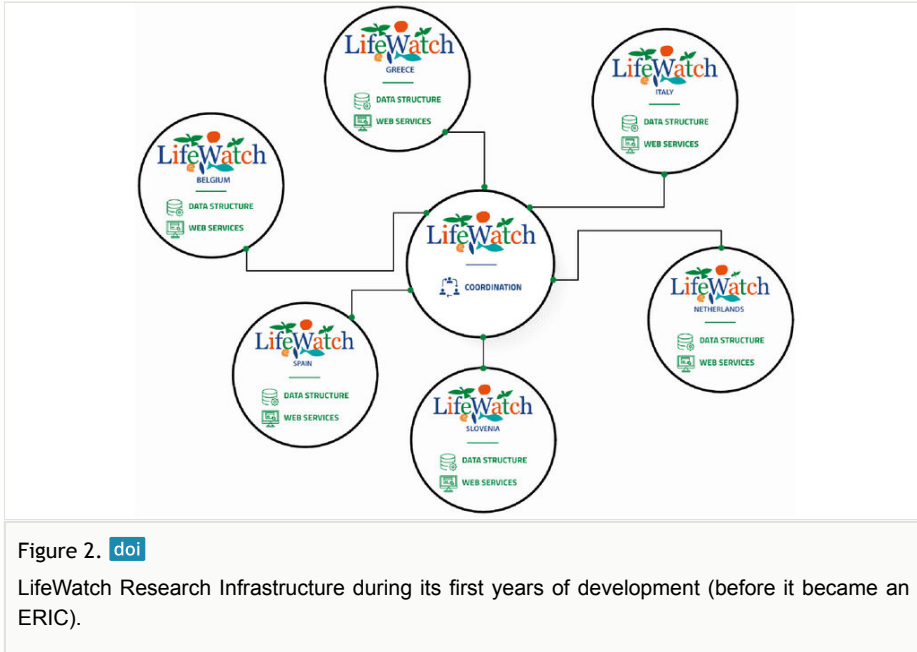 LifeWatch
GREECE
DATA STRUCTURE
WEB SERVICES
LifeWatch
ITALY
DATA STRUCTURE
WEB SERVICES
LifeWatch
BELGIUM
DATA STRUCTURE
WEB SERVICES
LifeWatch
COORDINATION
LifeWatch
NETHERLANDS
DATA STRUCTURE
WEB SERVICES
LifeWatch
SPAIN
DATA STRUCTURE
WEB SERVICES
LifeWatch
SLOVENIA
DATA STRUCTURE
WEB SERVICES
Figure 2. doi
LifeWatch Research Infrastructure during its first years of development (before it became an
ERIC).